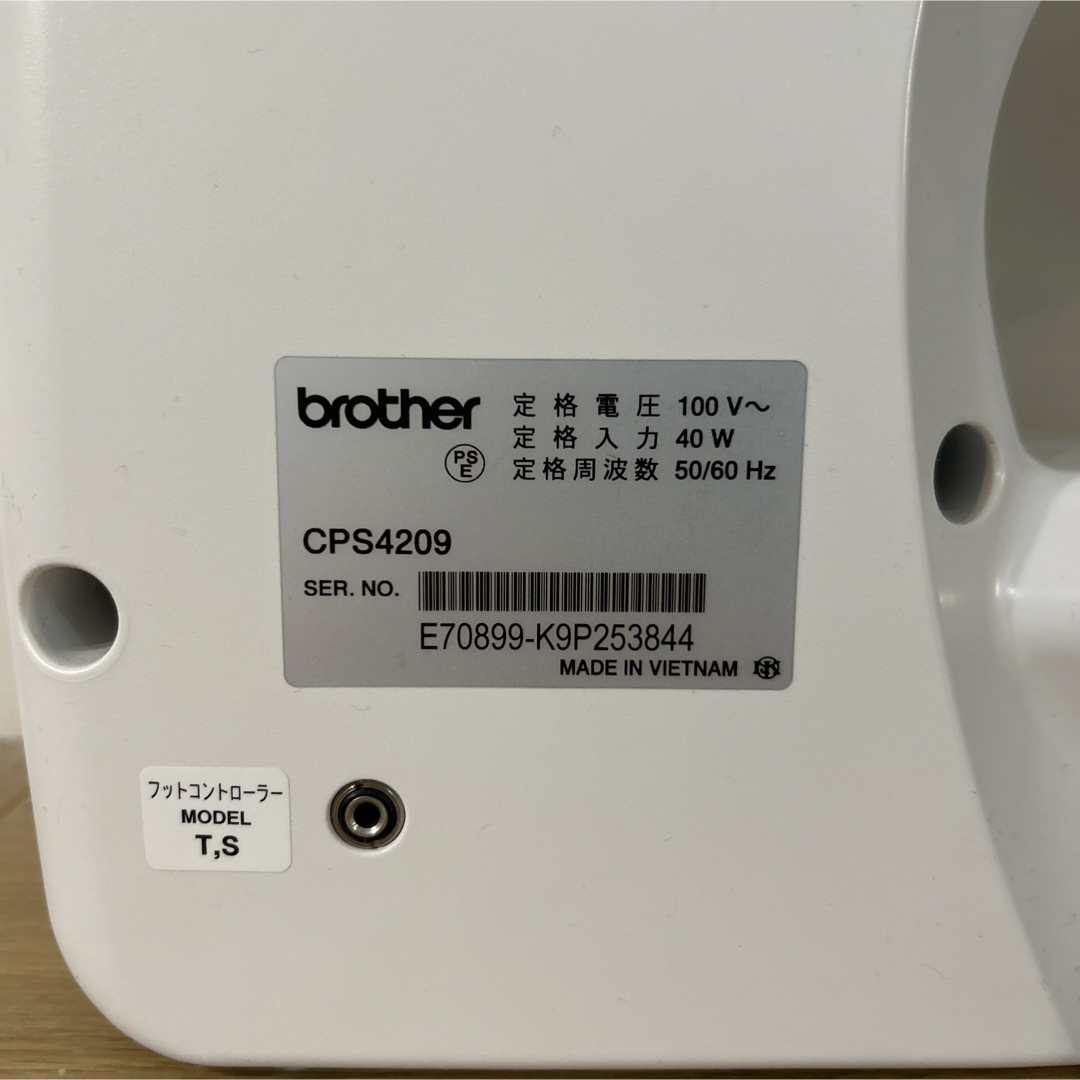 brother
定格電圧 100 V～
定格入力 40 W
PS
E
定格周波数 50/60 Hz
CPS4209
SER. NO.
E70899-K9P253844
MADE IN VIETNAM
フットコントローラー
MODEL
T,S